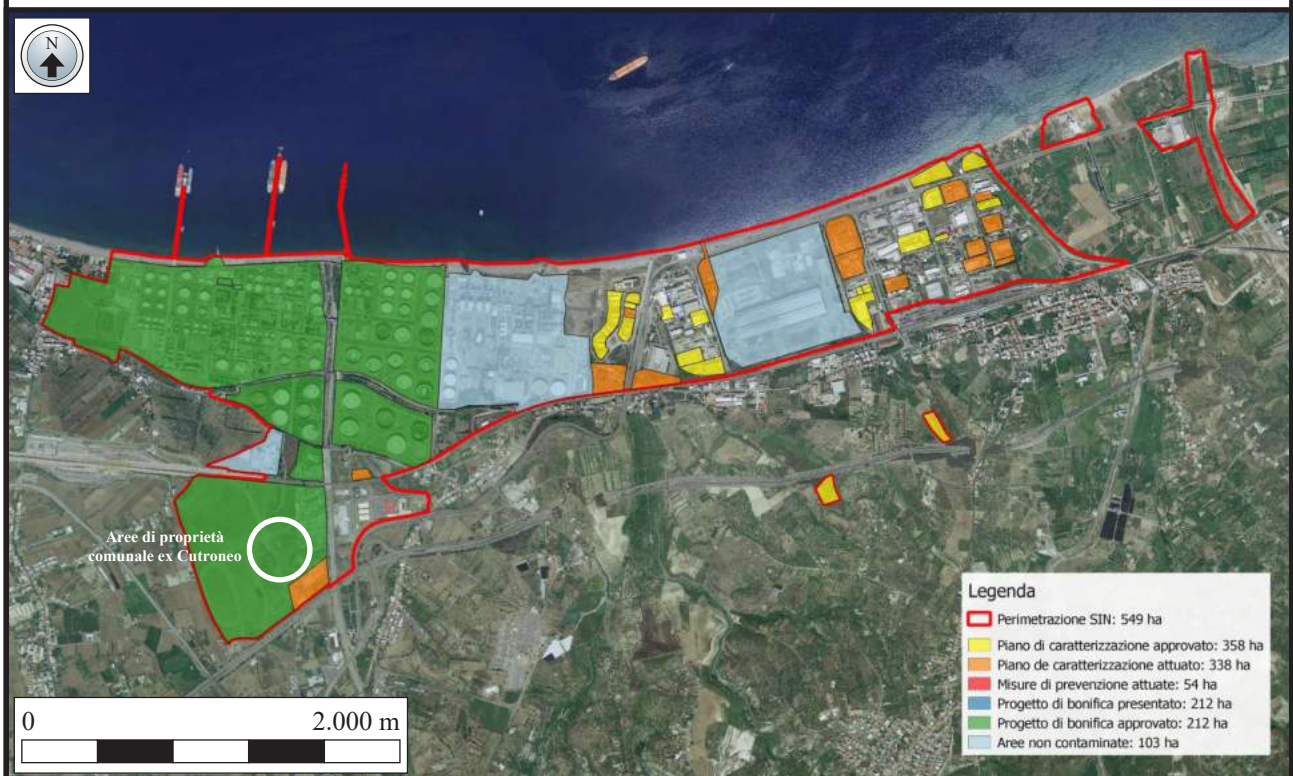 N
Aree di proprietà
comunale ex Cutroneo
Legenda
Perimetrazione SIN: 549 ha
Piano di caratterizzazione approvato: 358 ha
Piano de caratterizzazione attuato: 338 ha
Misure di prevenzione attuate: 54 ha
Progetto di bonifica presentato: 212 ha
Progetto di bonifica approvato: 212 ha
Aree non contaminate: 103 ha
0 2.000 m